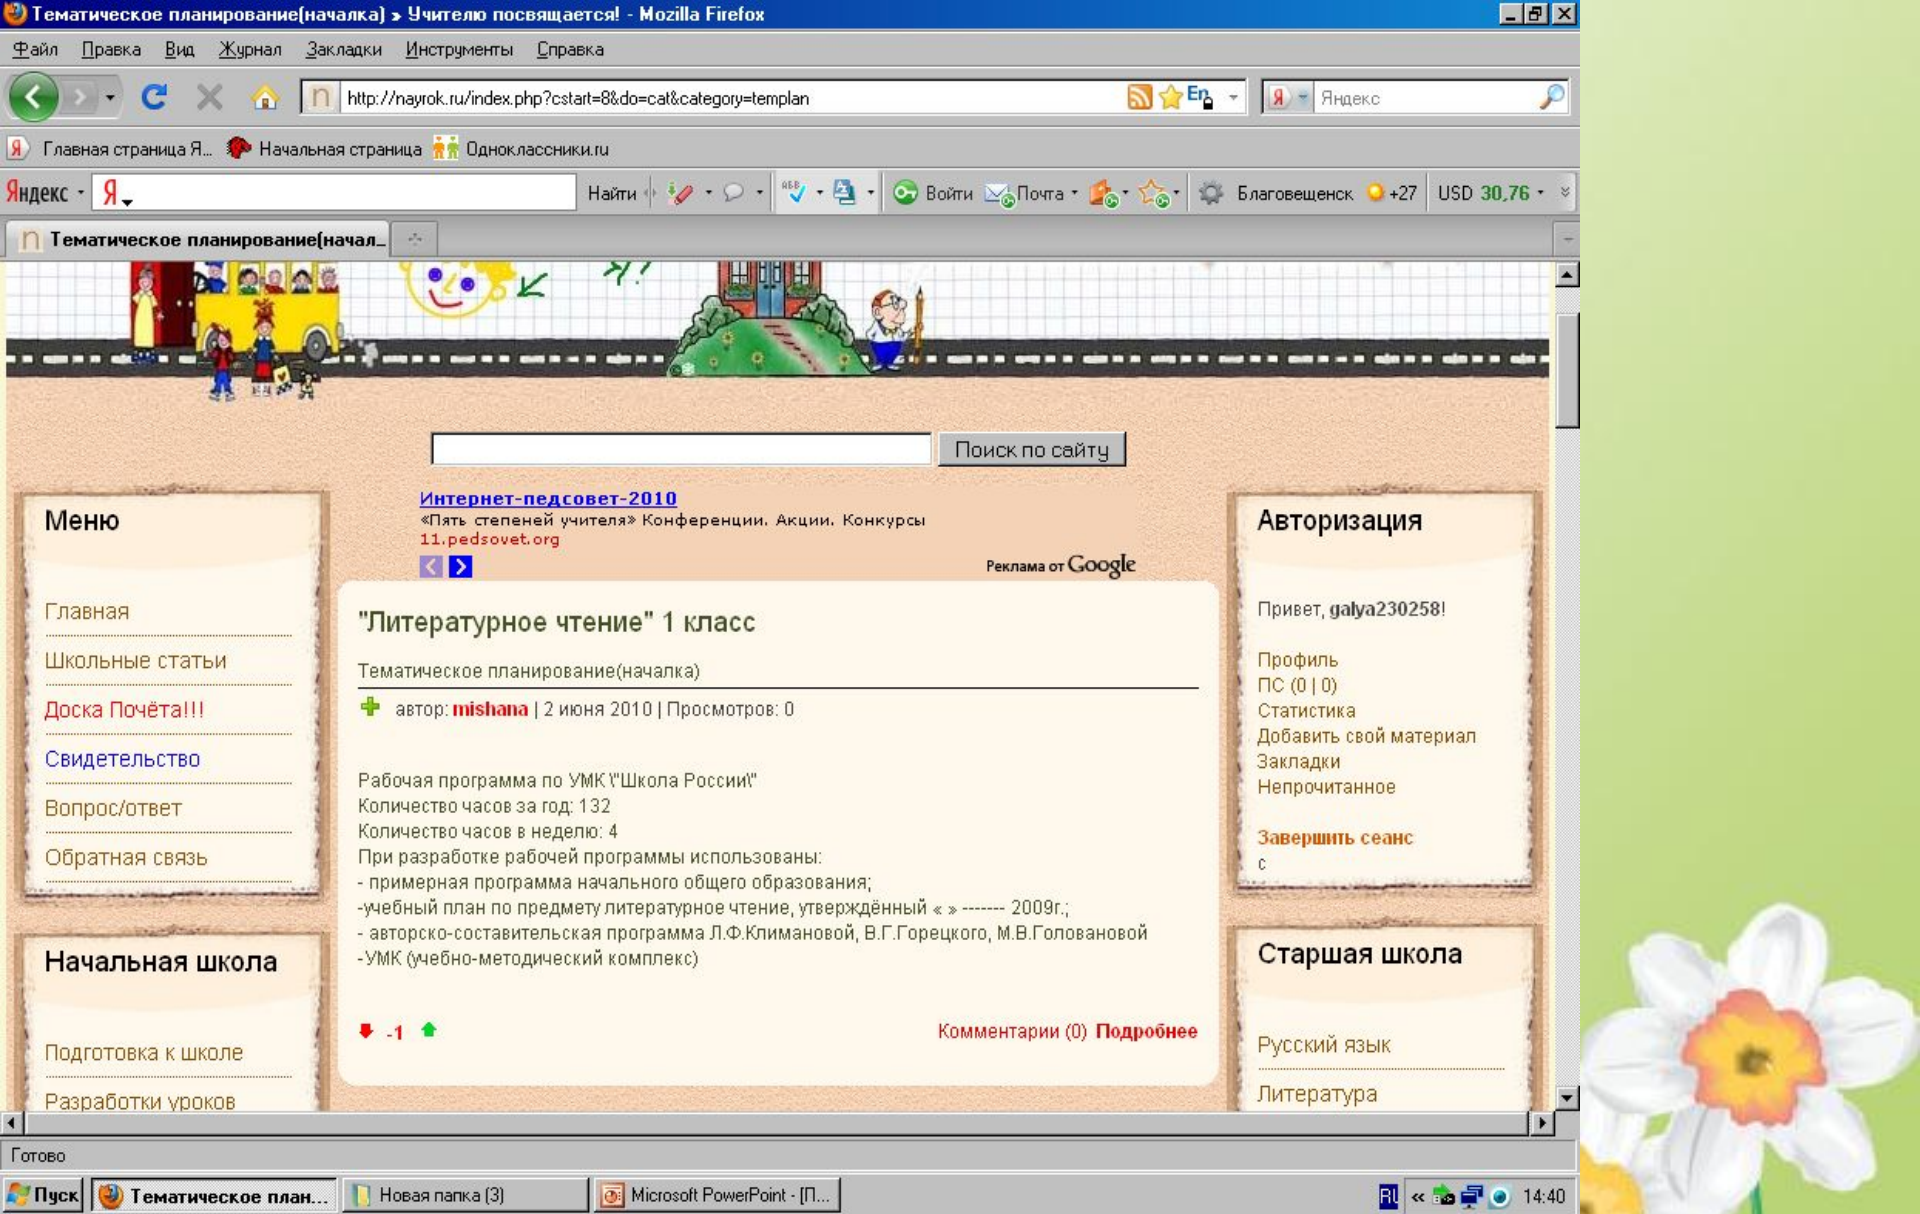 Тематическое планирование(началка) » Учителю посвящается! - Mozilla Firefox
Файл Правка Вид Журнал Закладки Инструменты Справка
http://nayrok.ru/index.php?cstart=8&do=cat&category=templan
Яндекс
Главная страница Я... Начальная страница Одноклассники.ru
Яндекс Я Найти Войти Почта Благовещенск +27 USD 30,76
Тематическое планирование(начал...
Поиск по сайту
Интернет-педсовет-2010
«Пять степеней учителя» Конференции. Акции. Конкурсы
11.pedsovet.org
Реклама от Google
Меню
Главная
Школьные статьи
Доска Почёта!!!
Свидетельство
Вопрос/ответ
Обратная связь
Начальная школа
Подготовка к школе
Разработки уроков
"Литературное чтение" 1 класс
Тематическое планирование(началка)
автор: mishana | 2 июня 2010 | Просмотров: 0
Рабочая программа по УМК \"Школа России\"
Количество часов за год: 132
Количество часов в неделю: 4
При разработке рабочей программы использованы:
- примерная программа начального общего образования;
-учебный план по предмету литературное чтение, утверждённый « » ------- 2009г.;
- авторско-составительская программа Л.Ф.Климановой, В.Г.Горецкого, М.В.Головановой
-УМК (учебно-методический комплекс)
-1
Комментарии (0) Подробнее
Авторизация
Привет, galya230258!
Профиль
ПС (0 | 0)
Статистика
Добавить свой материал
Закладки
Непрочитанное
Завершить сеанс
с
Старшая школа
Русский язык
Литература
Готово
Пуск Тематическое план... Новая папка (3) Microsoft PowerPoint - [П... RU « 14:40